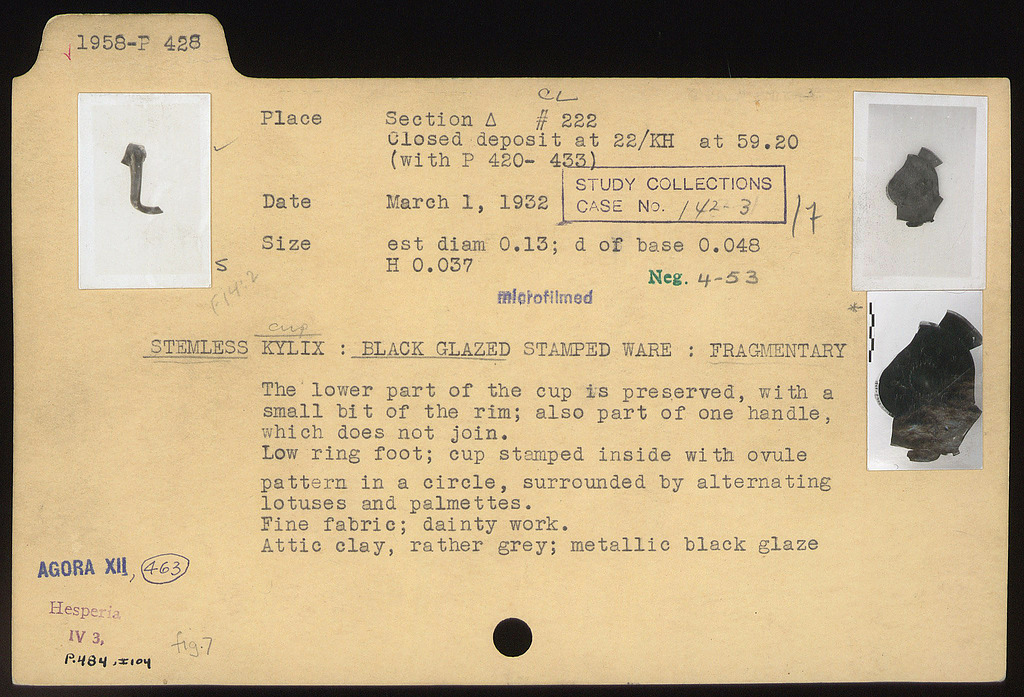 1958-P 428
CL
Place Section Δ # 222
Closed deposit at 22/KH at 59.20
(with P 420- 433)
STUDY COLLECTIONS
CASE No. 142-3
/7
Date March 1, 1932
Size est diam 0.13; d of base 0.048
H 0.037
Neg. 4-53
S
microfilmed
cup
*
STEMLESS KYLIX : BLACK GLAZED STAMPED WARE : FRAGMENTARY
The lower part of the cup is preserved, with a
small bit of the rim; also part of one handle,
which does not join.
Low ring foot; cup stamped inside with ovule
pattern in a circle, surrounded by alternating
lotuses and palmettes.
Fine fabric; dainty work.
Attic clay, rather grey; metallic black glaze
AGORA XII, 463
Hesperia
IV 3,
P.484, #104
fig.7